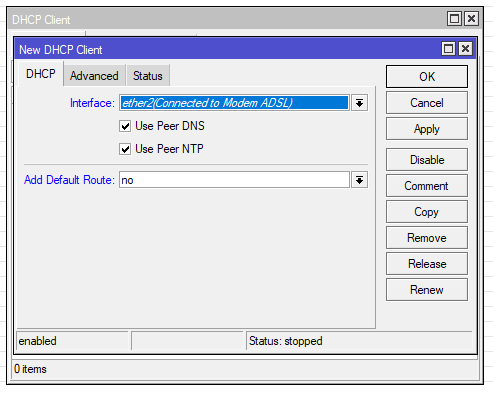 DHCP Client
New DHCP Client
DHCP Advanced Status
Interface: ether2(Connected to Modem ADSL)
Use Peer DNS
Use Peer NTP
Add Default Route: no
OK
Cancel
Apply
Disable
Comment
Copy
Remove
Release
Renew
enabled Status: stopped
0 items